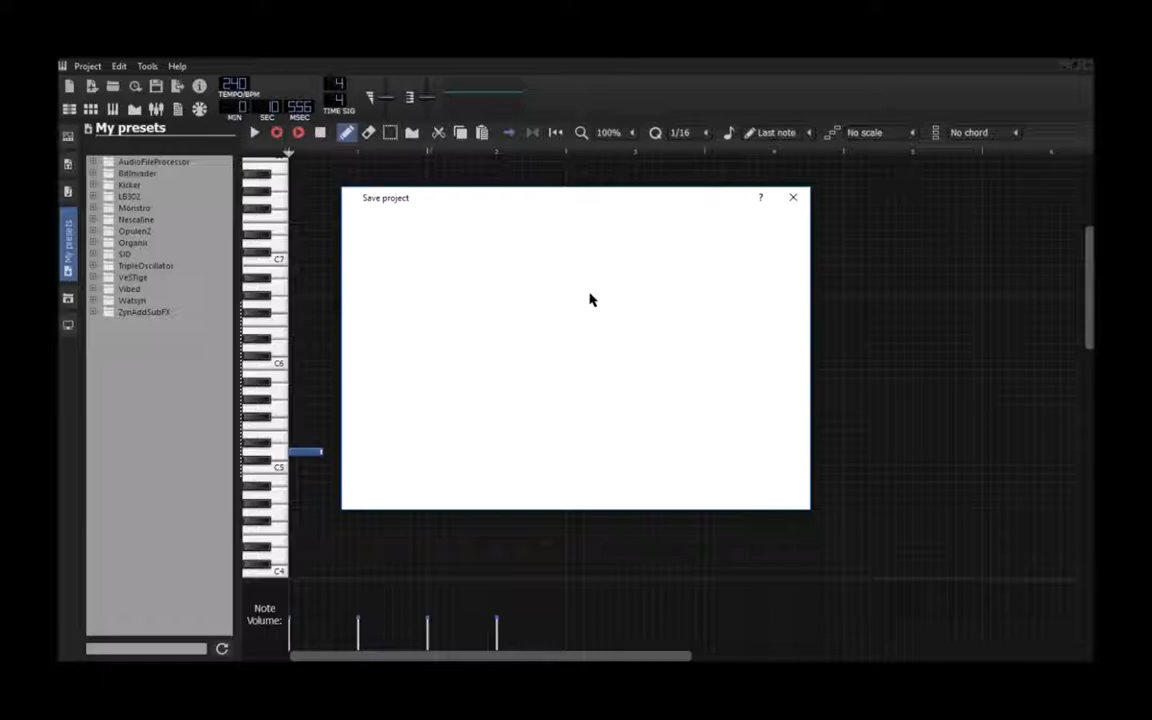 Project Edit Tools Help
240
TEMPO/BPM
0 10 556
MIN SEC MSEC
4
4
TIME SIG
My presets
100% 1/16 Last note No scale No chord
AudioFileProcessor
BitInvader
Kicker
LB302
Monstro
Nescaline
OpulenZ
Organic
SID
TripleOscillator
VeSTige
Vibed
Watsyn
ZynAddSubFX
My presets
Save project ?
C7
C6
C5
C4
Note
Volume: